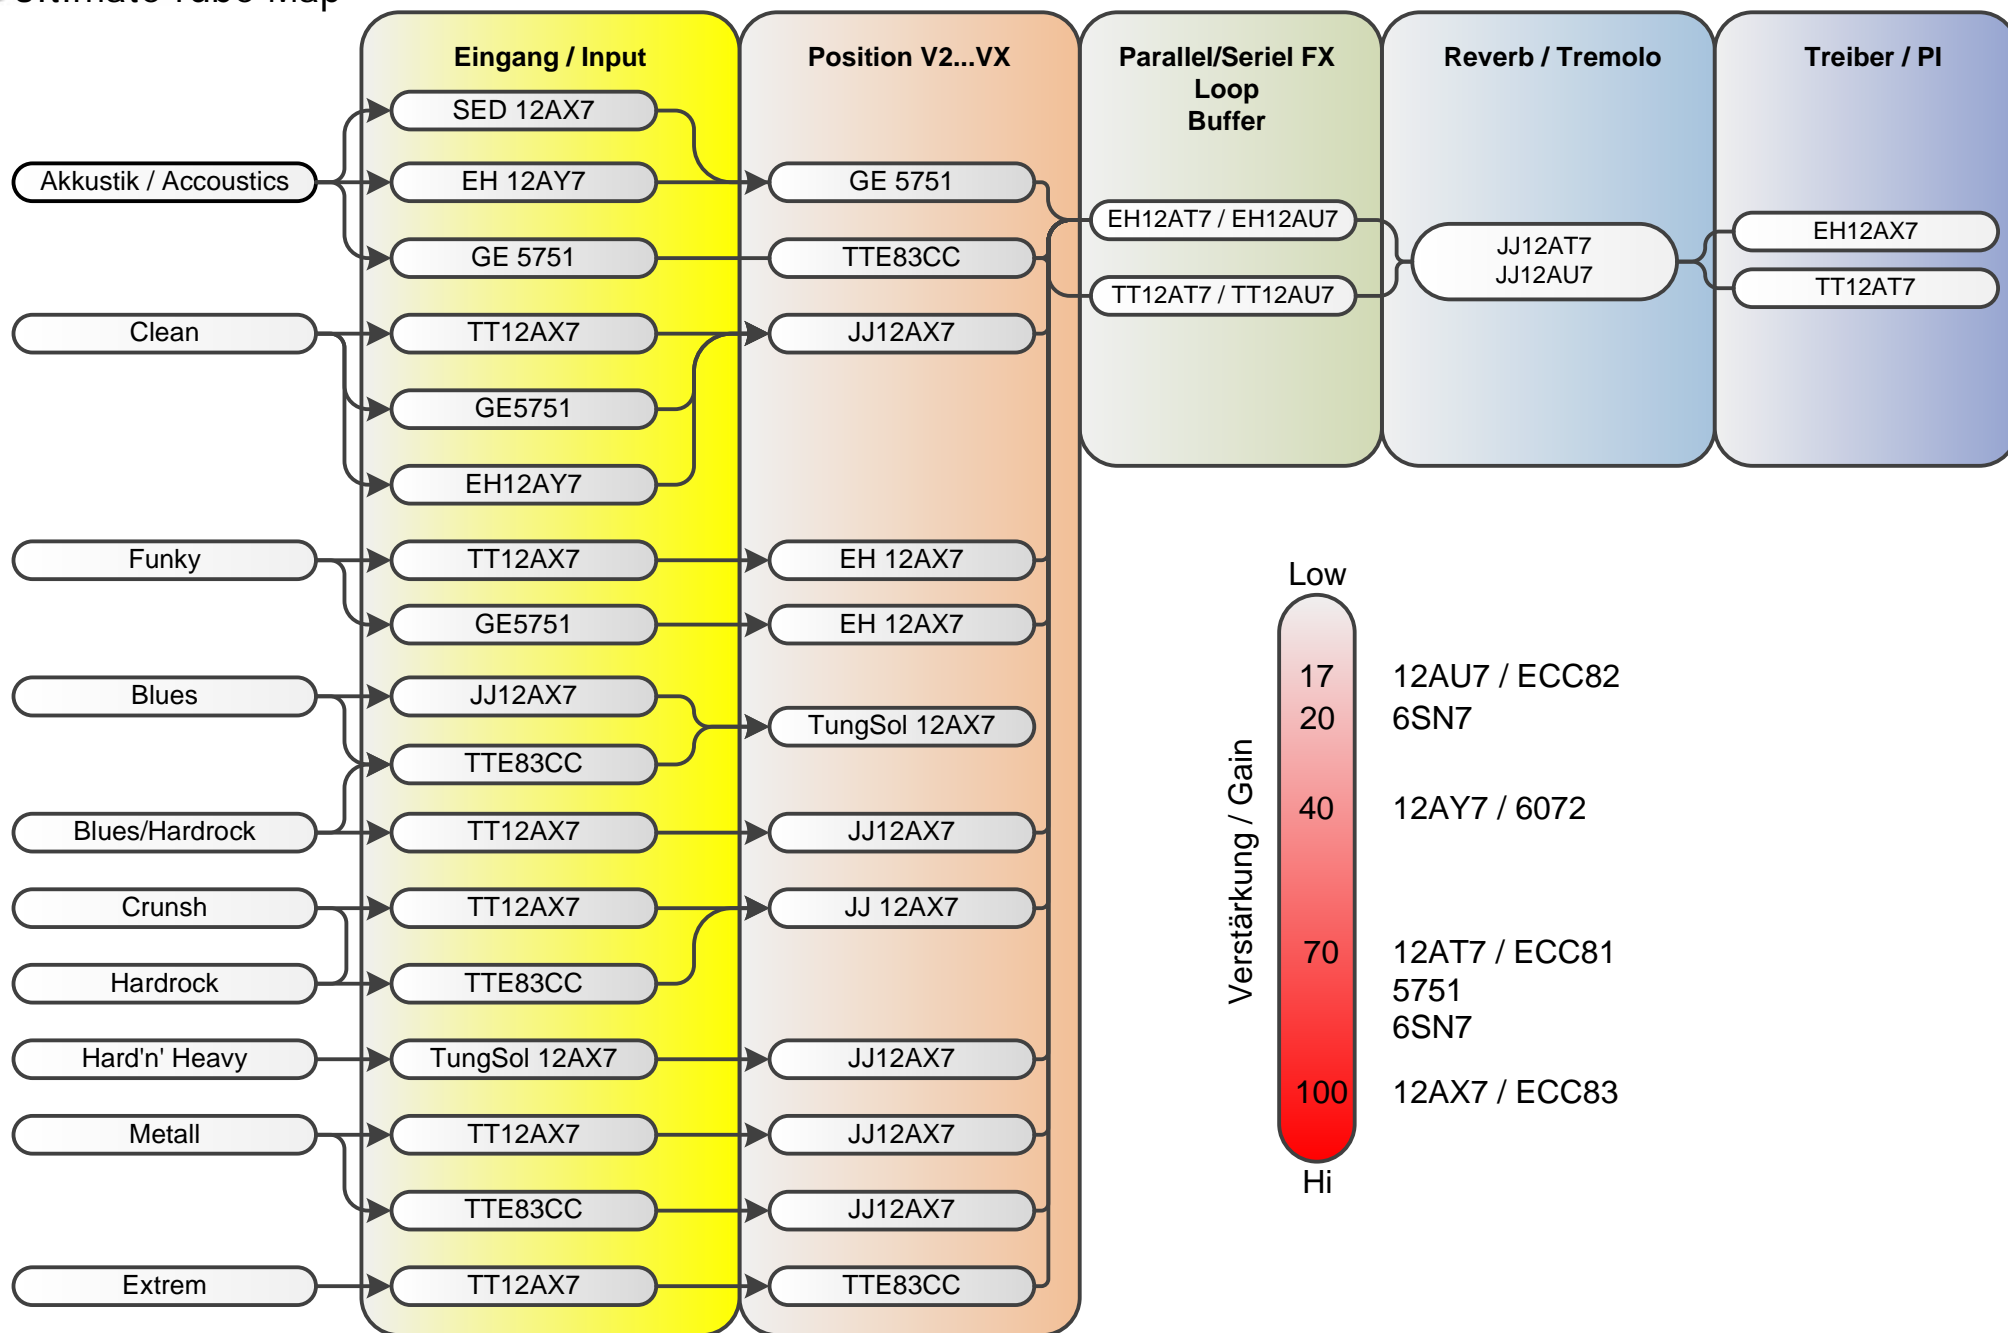 Eingang / Input
Position V2...VX
Parallel/Seriel FX
Loop
Buffer
Reverb / Tremolo
Treiber / PI
SED 12AX7
Akkustik / Accoustics
EH 12AY7
GE 5751
EH12AT7 / EH12AU7
JJ12AT7
JJ12AU7
EH12AX7
GE 5751
TTE83CC
TT12AT7 / TT12AU7
TT12AT7
Clean
TT12AX7
JJ12AX7
GE5751
EH12AY7
Funky
TT12AX7
EH 12AX7
GE5751
EH 12AX7
Blues
JJ12AX7
TungSol 12AX7
TTE83CC
Blues/Hardrock
TT12AX7
JJ12AX7
Crunsh
TT12AX7
JJ 12AX7
Hardrock
TTE83CC
Hard'n' Heavy
TungSol 12AX7
JJ12AX7
Metall
TT12AX7
JJ12AX7
TTE83CC
JJ12AX7
Extrem
TT12AX7
TTE83CC
Low
Verstärkung / Gain
17 12AU7 / ECC82
20 6SN7
40 12AY7 / 6072
70 12AT7 / ECC81
5751
6SN7
100 12AX7 / ECC83
Hi